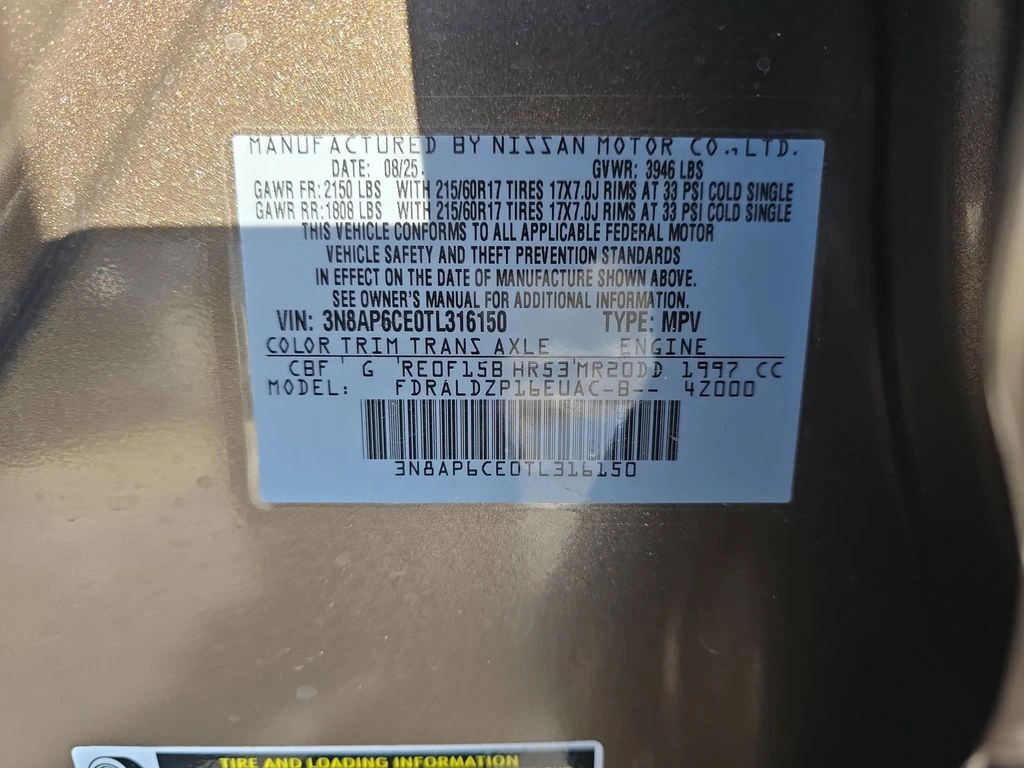 MANUFACTURED BY NISSAN MOTOR CO.,LTD.
DATE: 08/25 GVWR: 3946 LBS
GAWR FR: 2150 LBS WITH 215/60R17 TIRES 17X7.0J RIMS AT 33 PSI COLD SINGLE
GAWR RR: 1808 LBS WITH 215/60R17 TIRES 17X7.0J RIMS AT 33 PSI COLD SINGLE
THIS VEHICLE CONFORMS TO ALL APPLICABLE FEDERAL MOTOR
VEHICLE SAFETY AND THEFT PREVENTION STANDARDS
IN EFFECT ON THE DATE OF MANUFACTURE SHOWN ABOVE.
SEE OWNER'S MANUAL FOR ADDITIONAL INFORMATION.
VIN: 3N8AP6CE0TL316150 TYPE: MPV
COLOR TRIM TRANS AXLE ENGINE
CBF G RE0F15B HR53 MR20DD 1997 CC
MODEL: FDRALDZP16EUAC-B-- 4Z000
3N8AP6CE0TL316150
TIRE AND LOADING INFORMATION